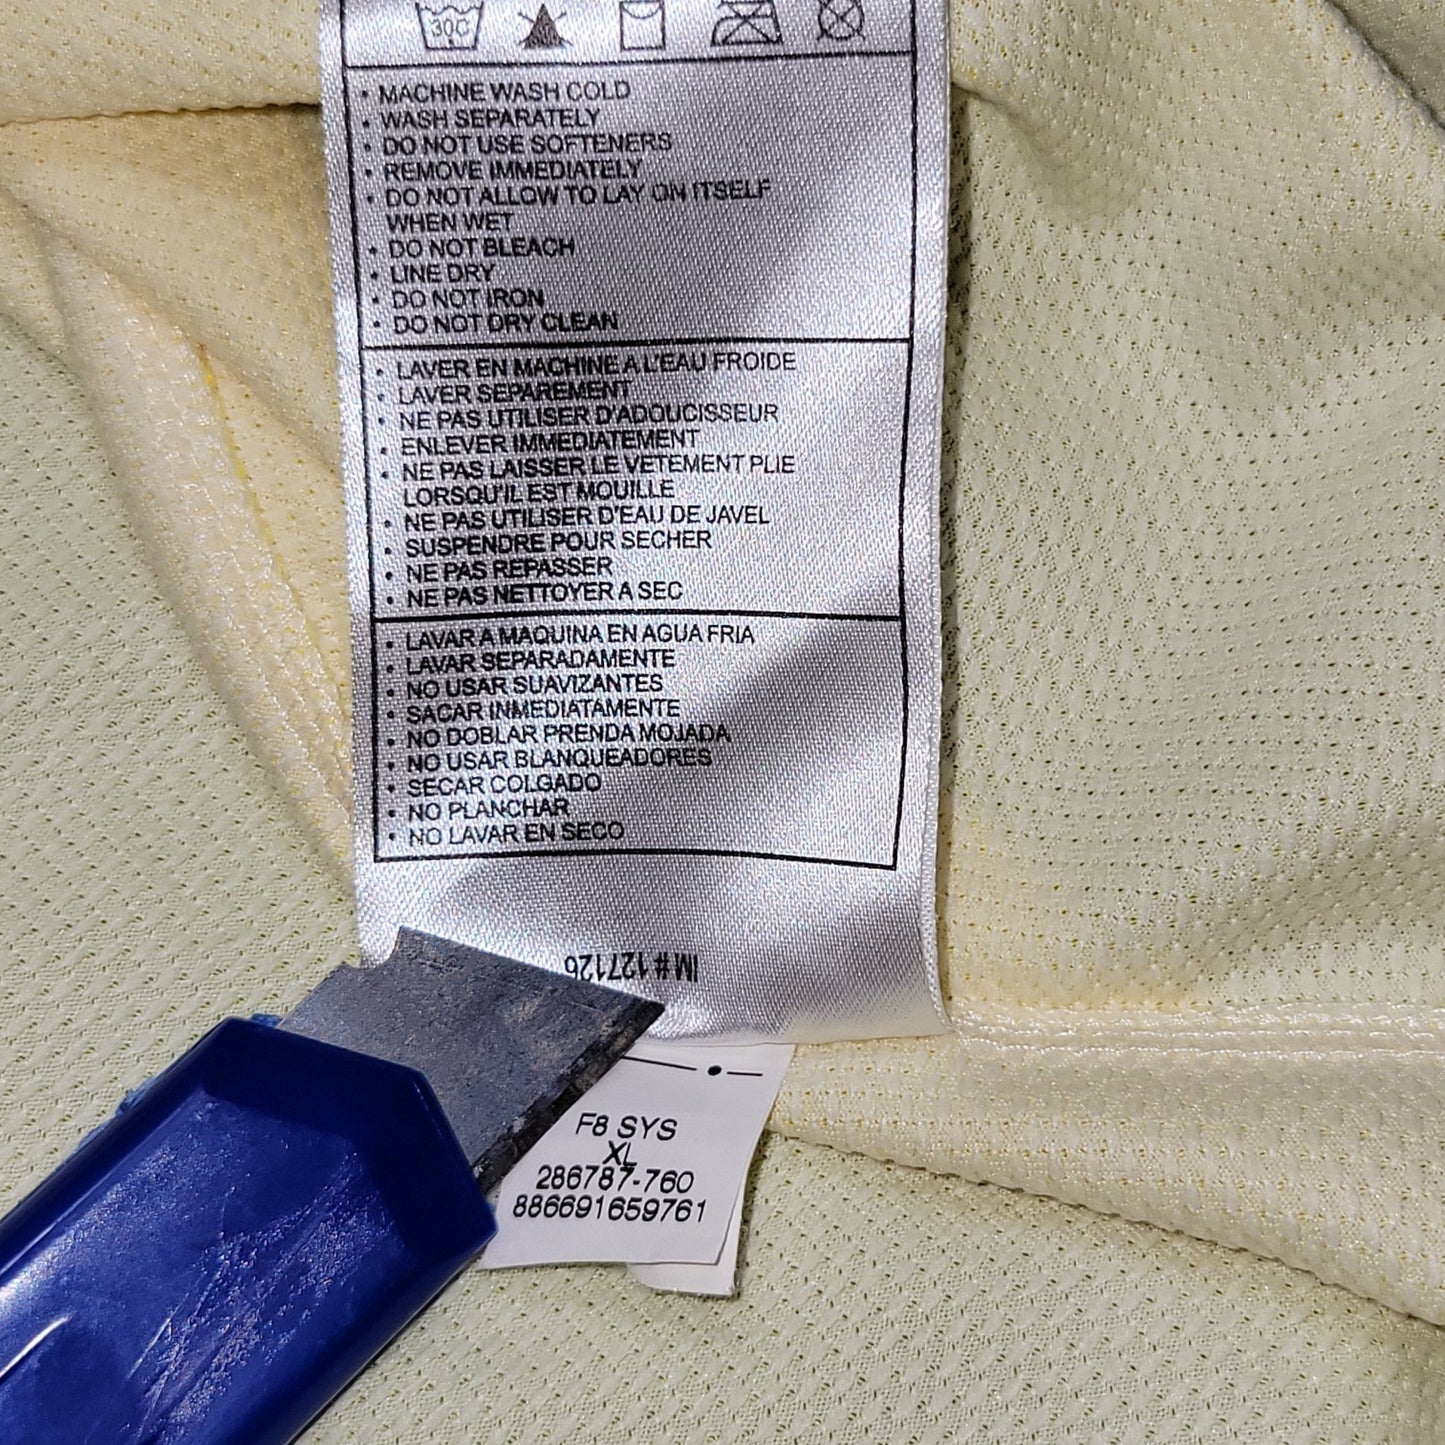 30C
• MACHINE WASH COLD
• WASH SEPARATELY
• DO NOT USE SOFTENERS
• REMOVE IMMEDIATELY
• DO NOT ALLOW TO LAY ON ITSELF
WHEN WET
• DO NOT BLEACH
• LINE DRY
• DO NOT IRON
• DO NOT DRY CLEAN
• LAVER EN MACHINE A L'EAU FROIDE
• LAVER SEPAREMENT
• NE PAS UTILISER D'ADOUCISSEUR
• ENLEVER IMMEDIATEMENT
• NE PAS LAISSER LE VETEMENT PLIE
LORSQU'IL EST MOUILLE
• NE PAS UTILISER D'EAU DE JAVEL
• SUSPENDRE POUR SECHER
• NE PAS REPASSER
• NE PAS NETTOYER A SEC
• LAVAR A MAQUINA EN AGUA FRIA
• LAVAR SEPARADAMENTE
• NO USAR SUAVIZANTES
• SACAR INMEDIATAMENTE
• NO DOBLAR PRENDA MOJADA
• NO USAR BLANQUEADORES
• SECAR COLGADO
• NO PLANCHAR
• NO LAVAR EN SECO
IM # 127126
F8 SYS
XL
286787-760
886691659761